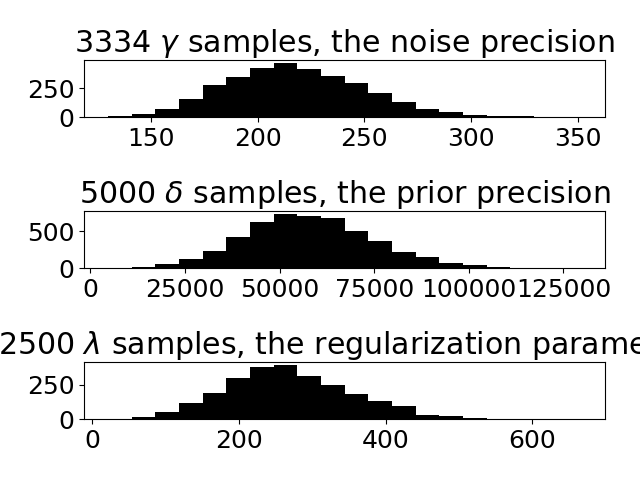 3334 γ samples, the noise precision
250
0
150 200 250 300 350
5000 δ samples, the prior precision
500
0
0 25000 50000 75000 100000 125000
2500 λ samples, the regularization parame
250
0
0 200 400 600